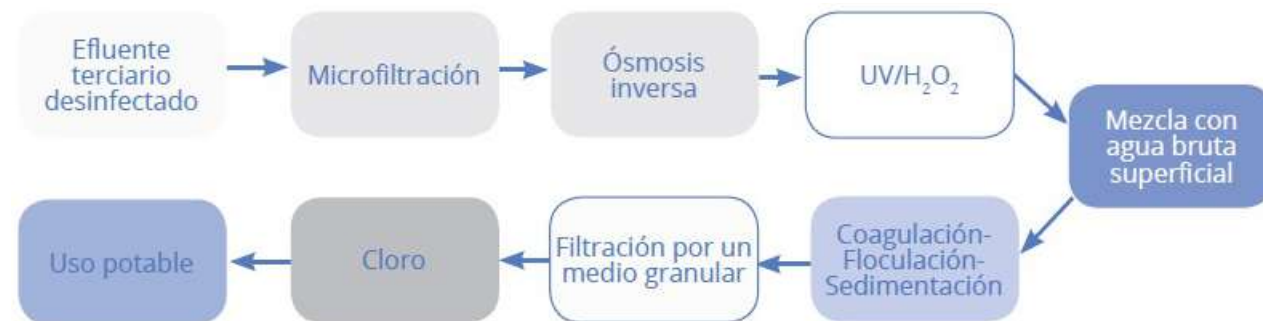 Efluente
terciario
desinfectado
Microfiltración
Ósmosis
inversa
UV/H₂O₂
Mezcla con
agua bruta
superficial
Coagulación-
Floculación-
Sedimentación
Filtración por un
medio granular
Cloro
Uso potable